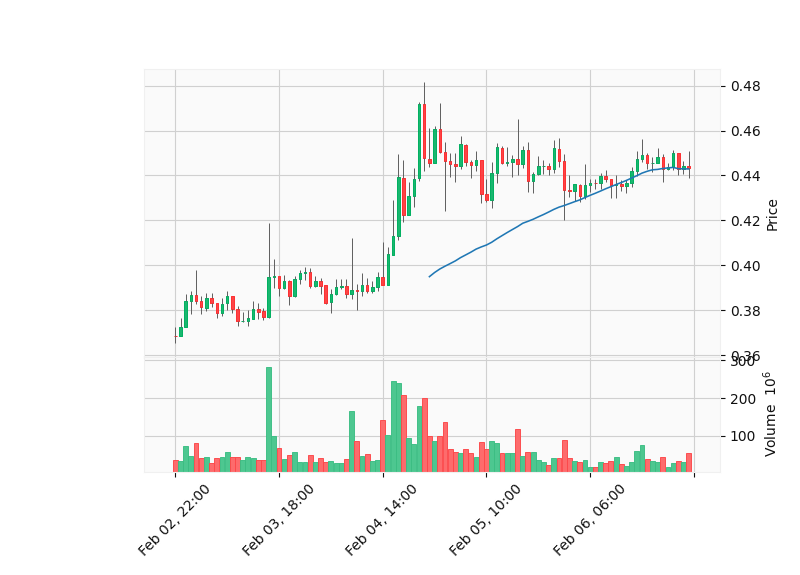 0.48
0.46
0.44
0.42
0.40
0.38
0.36
Price
300
200
100
Volume 10⁶
Feb 02, 22:00
Feb 03, 18:00
Feb 04, 14:00
Feb 05, 10:00
Feb 06, 06:00